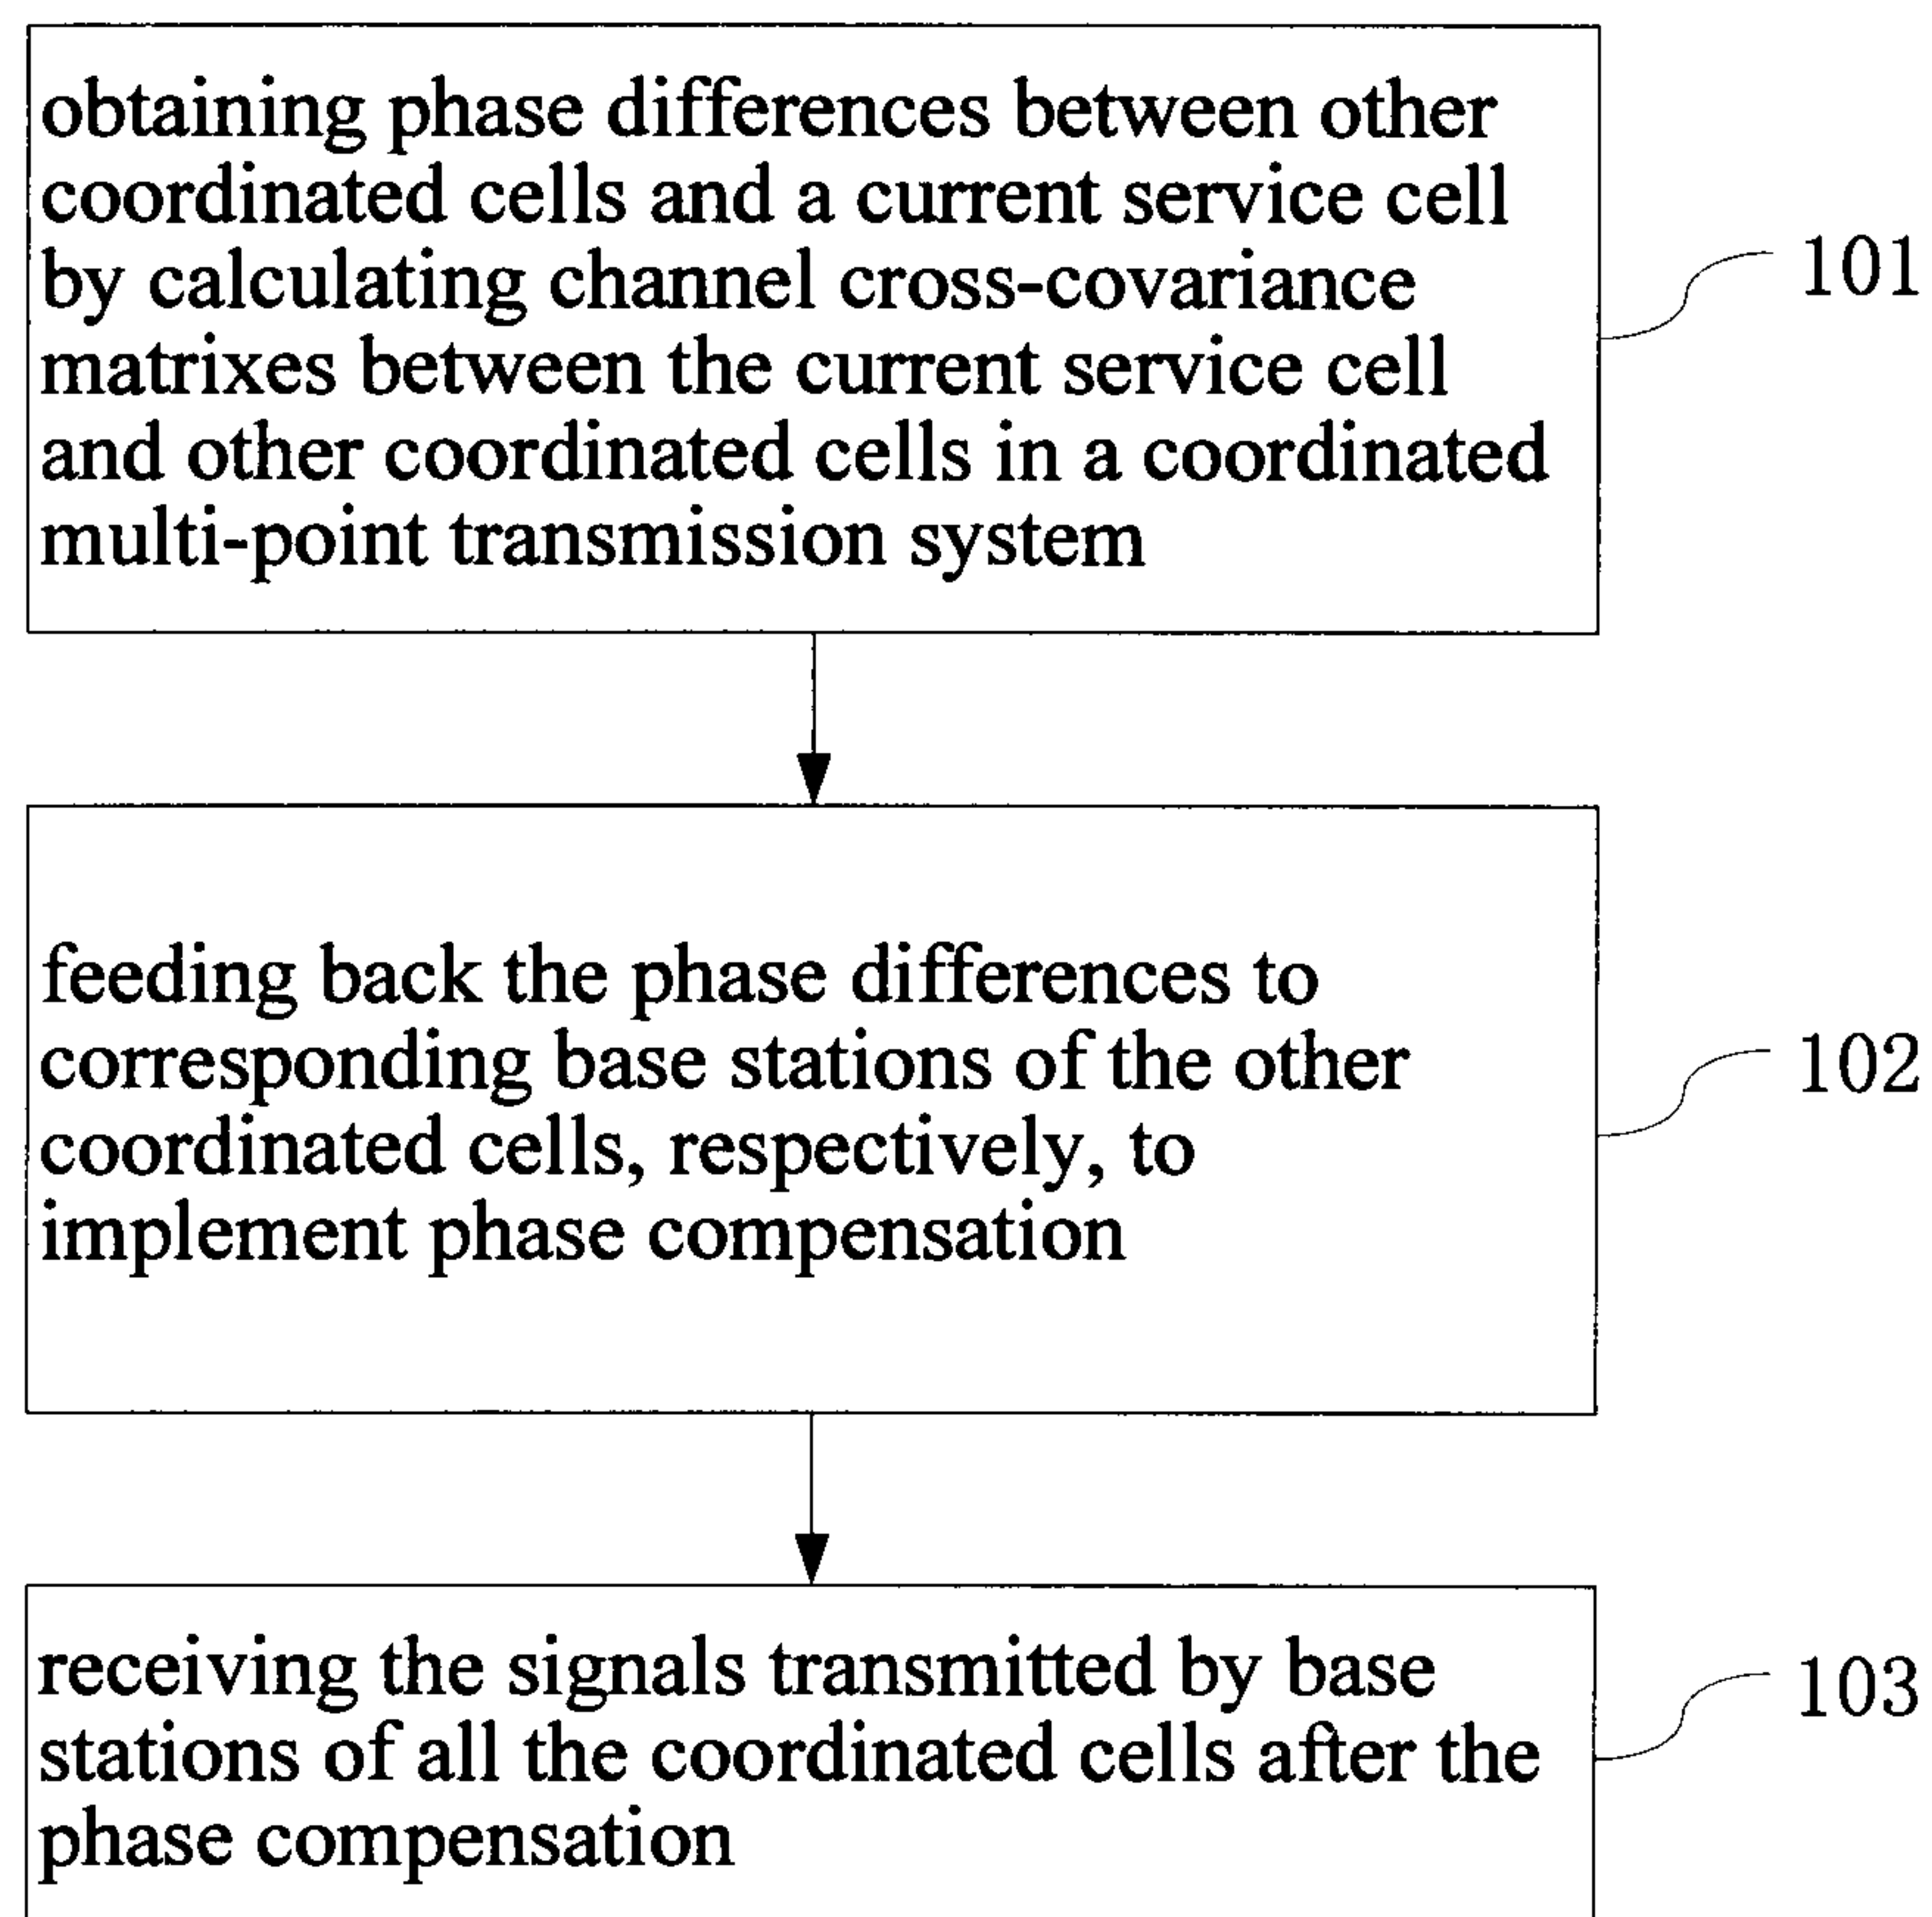 obtaining phase differences between other
coordinated cells and a current service cell
by calculating channel cross-covariance
matrixes between the current service cell
and other coordinated cells in a coordinated
multi-point transmission system
101
feeding back the phase differences to
corresponding base stations of the other
coordinated cells, respectively, to
implement phase compensation
102
receiving the signals transmitted by base
stations of all the coordinated cells after the
phase compensation
103